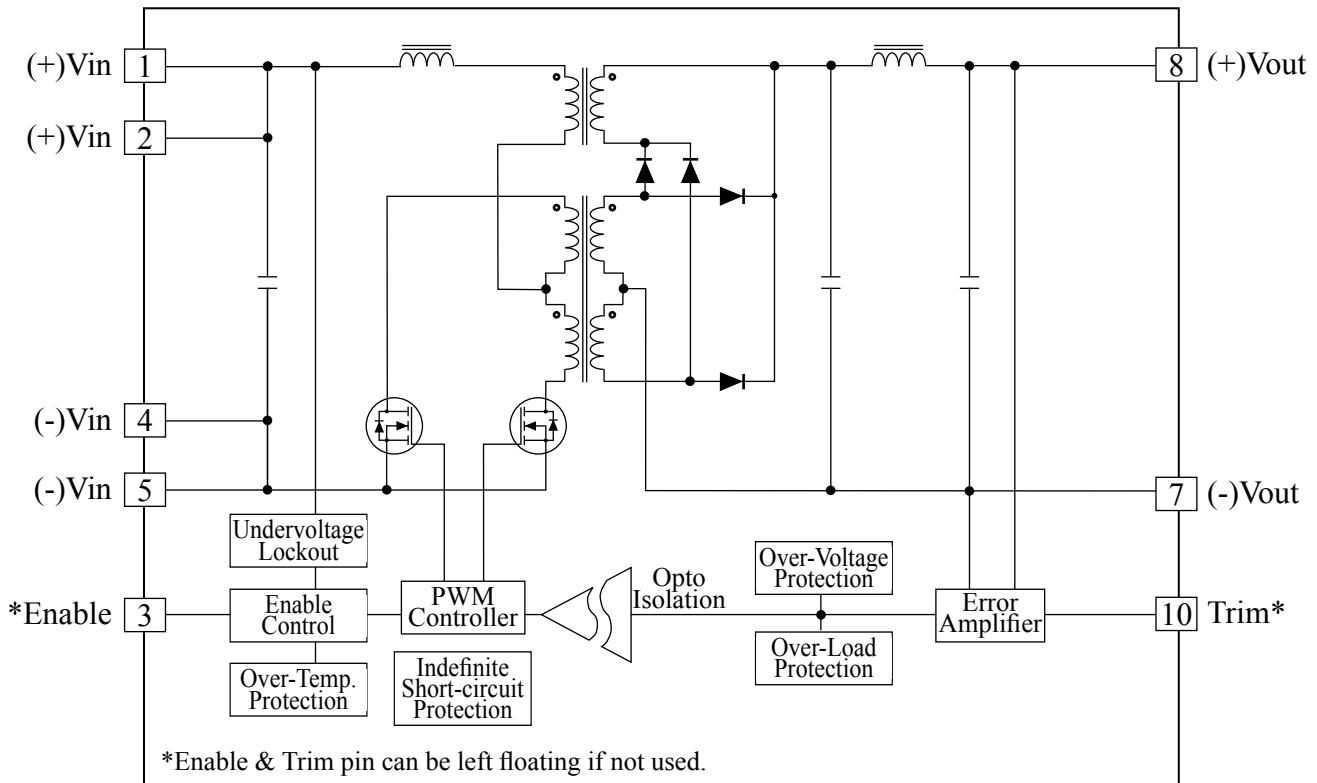 (+)Vin 1
8 (+)Vout
(+)Vin 2
(-)Vin 4
(-)Vin 5
7 (-)Vout
Undervoltage
Lockout
*Enable 3
Enable
Control
Over-Temp.
Protection
PWM
Controller
Indefinite
Short-circuit
Protection
Opto
Isolation
Over-Voltage
Protection
Over-Load
Protection
Error
Amplifier
10 Trim*
*Enable & Trim pin can be left floating if not used.